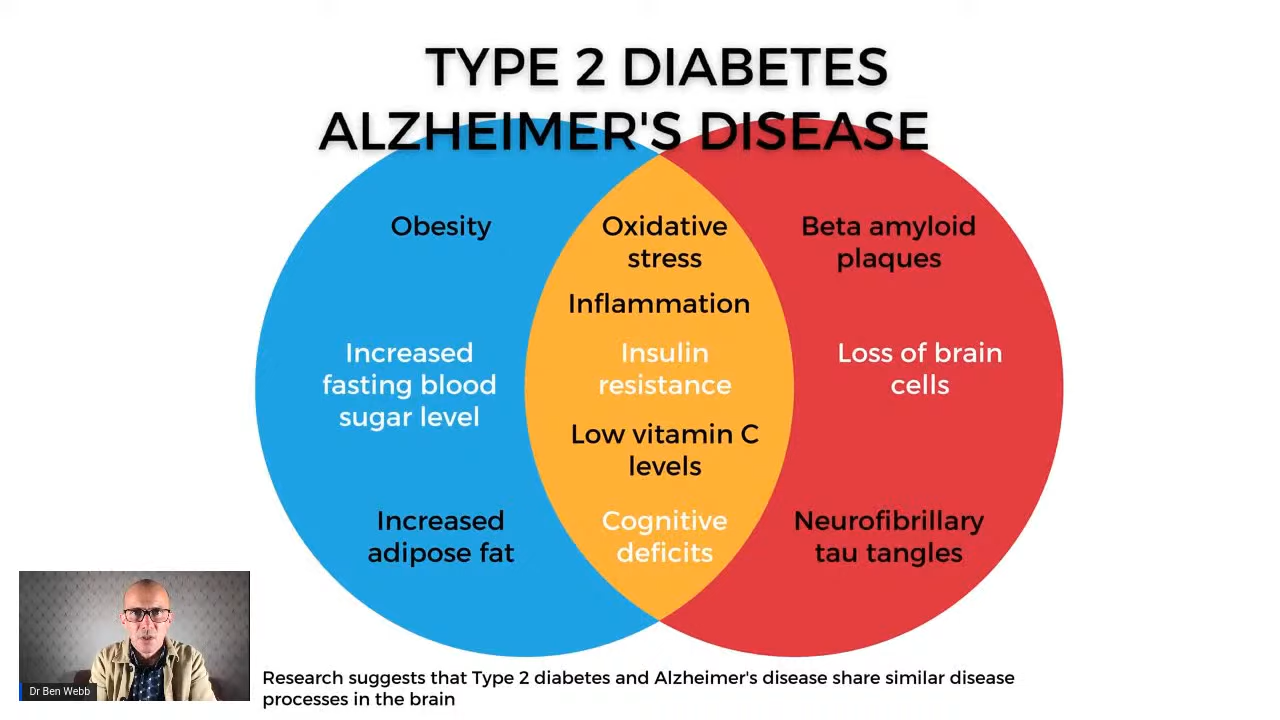 TYPE 2 DIABETES
ALZHEIMER'S DISEASE
Obesity
Increased
fasting blood
sugar level
Increased
adipose fat
Oxidative
stress
Inflammation
Insulin
resistance
Low vitamin C
levels
Cognitive
deficits
Beta amyloid
plaques
Loss of brain
cells
Neurofibrillary
tau tangles
Dr Ben Webb
Research suggests that Type 2 diabetes and Alzheimer's disease share similar disease
processes in the brain